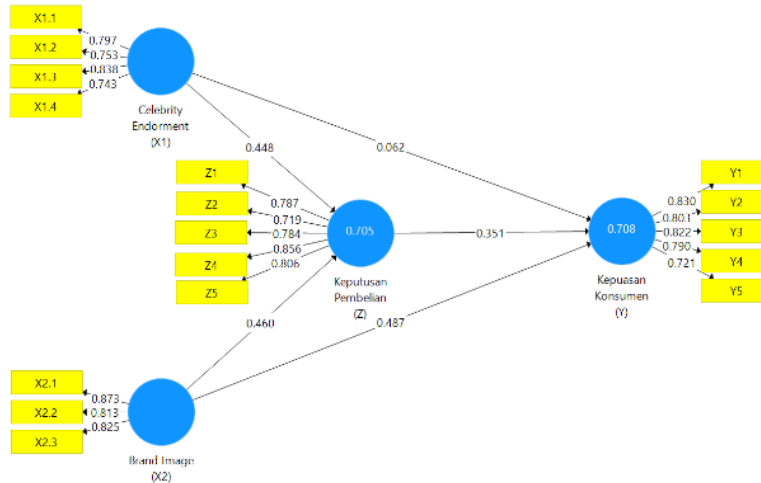 X1.1
X1.2
X1.3
X1.4
0.797
0.753
0.838
0.743
Celebrity
Endorment
(X1)
0.448
0.062
Z1
Z2
Z3
Z4
Z5
0.787
0.719
0.784
0.856
0.806
0.705
Keputusan
Pembelian
(Z)
0.351
0.708
Kepuasan
Konsumen
(Y)
0.830
0.801
0.822
0.790
0.721
Y1
Y2
Y3
Y4
Y5
0.460
0.487
X2.1
X2.2
X2.3
0.873
0.813
0.825
Brand Image
(X2)